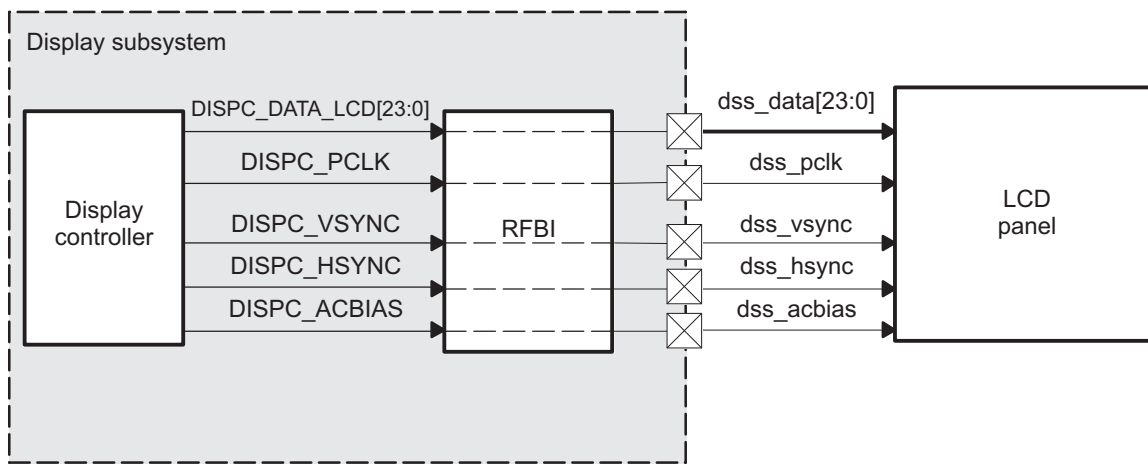 Display subsystem
DISPC_DATA_LCD[23:0]
dss_data[23:0]
DISPC_PCLK
dss_pclk
Display
controller
DISPC_VSYNC
RFBI
dss_vsync
LCD
panel
DISPC_HSYNC
dss_hsync
DISPC_ACBIAS
dss_acbias